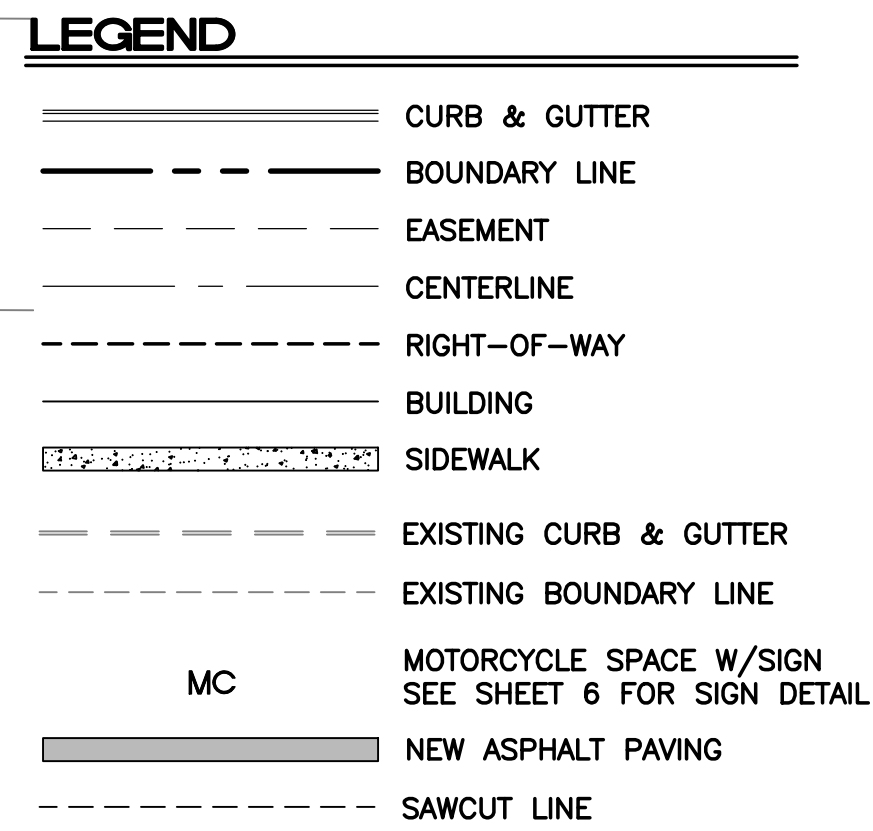 LEGEND
CURB & GUTTER
BOUNDARY LINE
EASEMENT
CENTERLINE
RIGHT-OF-WAY
BUILDING
SIDEWALK
EXISTING CURB & GUTTER
EXISTING BOUNDARY LINE
MC
MOTORCYCLE SPACE W/SIGN
SEE SHEET 6 FOR SIGN DETAIL
NEW ASPHALT PAVING
SAWCUT LINE